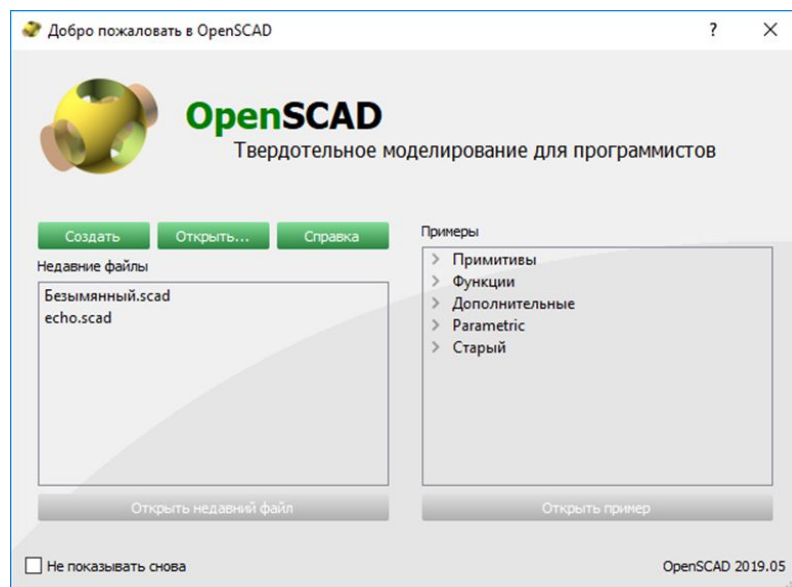 Добро пожаловать в OpenSCAD
?
OpenSCAD
Твердотельное моделирование для программистов
Создать
Открыть...
Справка
Недавние файлы
Безымянный.scad
echo.scad
Открыть недавний файл
Примеры
Примитивы
Функции
Дополнительные
Parametric
Старый
Открыть пример
Не показывать снова
OpenSCAD 2019.05